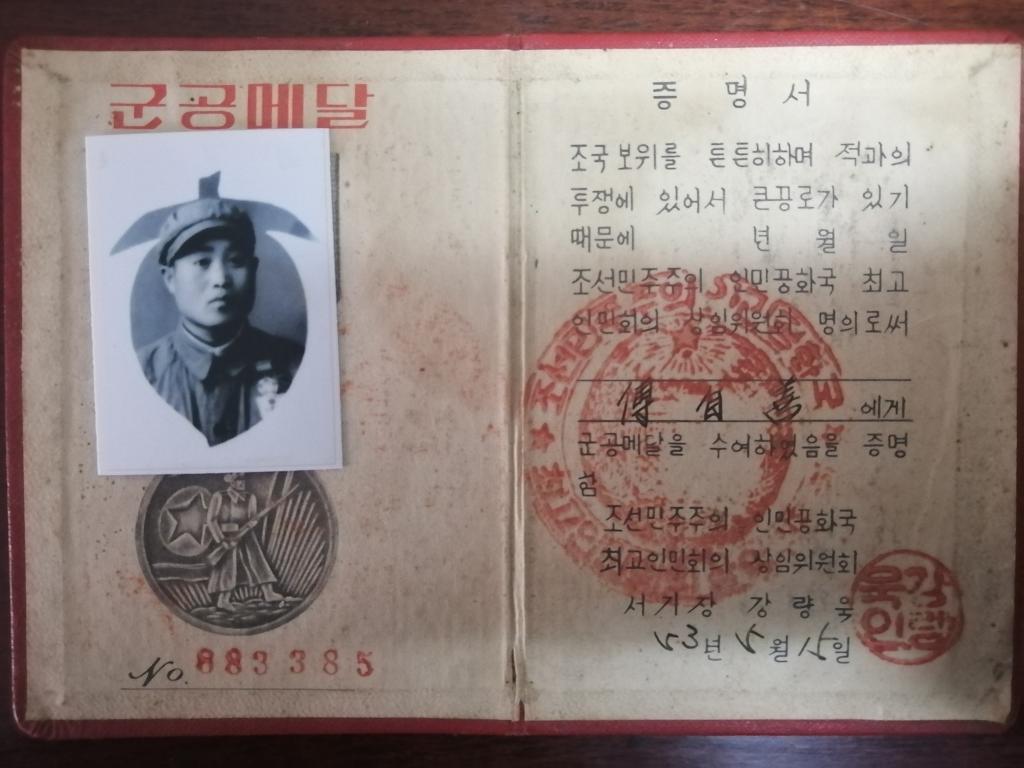 군공메달
No. 883385
증 명 서
조국 보위를 튼튼히하며 적과의
투쟁에 있어서 큰공로가 있기
때문에 년 월 일
조선민주주의 인민공화국 최고
인민회의 상임위원회 명의로써
傅自善 에게
군공메달을 수여하였음을 증명
함
조선민주주의 인민공화국
최고인민회의 상임위원회
서기장 강량욱
53년 5월 15일
강량
욱인